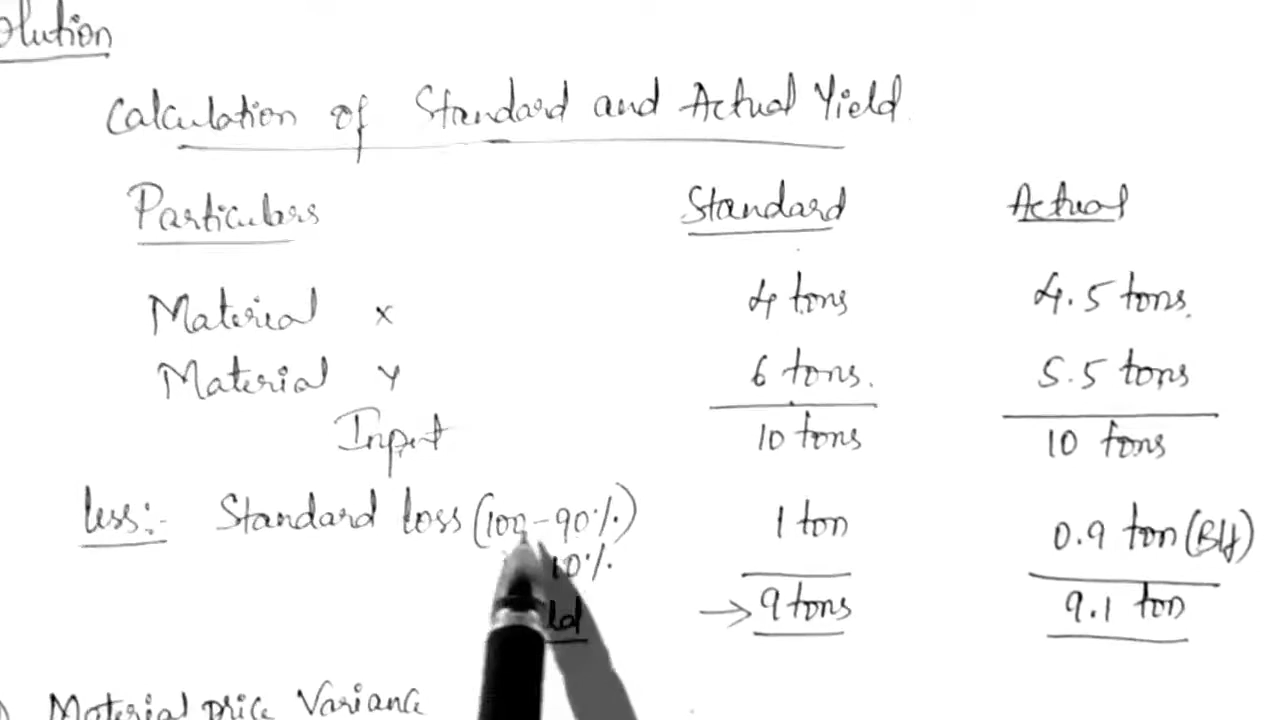 olution
Calculation of Standard and Actual Yield
Particulars Standard Actual
Material X 4 tons 4.5 tons.
Material Y 6 tons. 5.5 tons
Input 10 tons 10 tons
less:- Standard loss (100-90%) 1 ton 0.9 ton (B/f)
10%
ld → 9 tons 9.1 ton
) Material price Variance